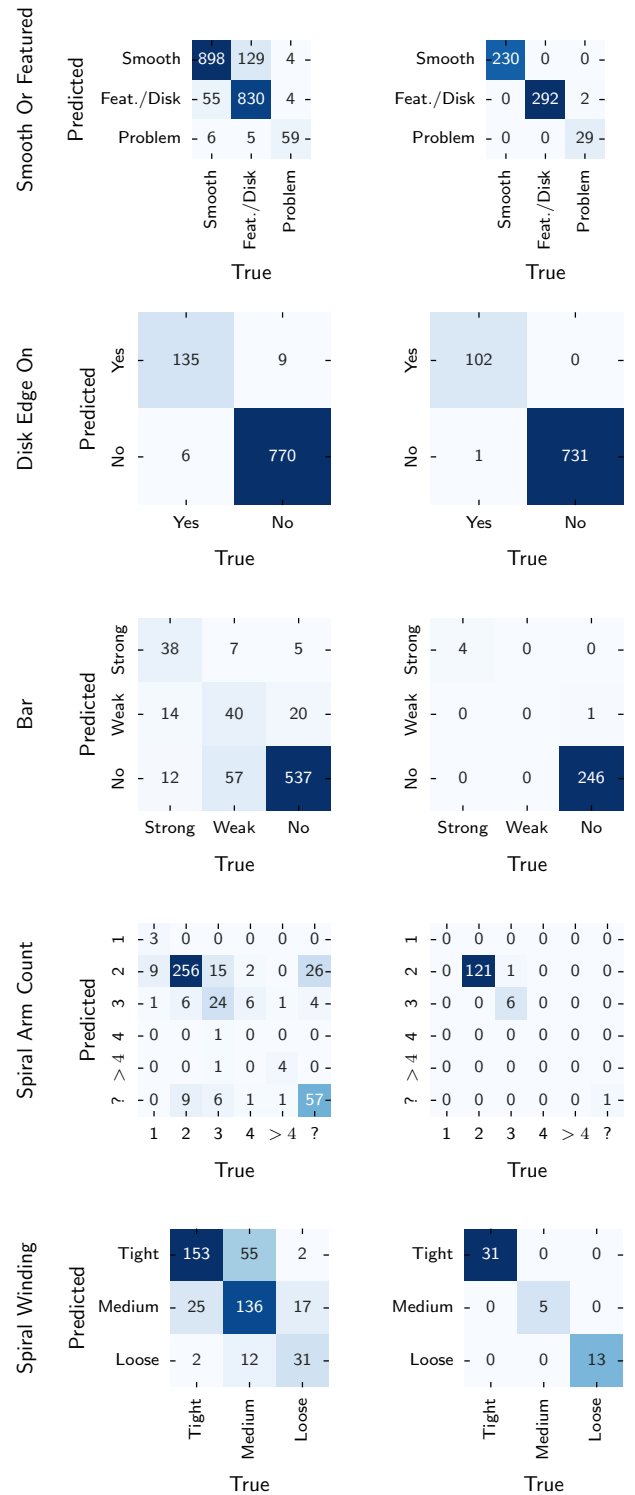 Smooth Or Featured
Predicted
Smooth 898 129 4
Feat./Disk 55 830 4
Problem 6 5 59
Smooth Feat./Disk Problem
True
Smooth 230 0 0
Feat./Disk 0 292 2
Problem 0 0 29
Smooth Feat./Disk Problem
True
Disk Edge On
Predicted
Yes 135 9
No 6 770
Yes No
True
Yes 102 0
No 1 731
Yes No
True
Bar
Predicted
Strong 38 7 5
Weak 14 40 20
No 12 57 537
Strong Weak No
True
Strong 4 0 0
Weak 0 0 1
No 0 0 246
Strong Weak No
True
Spiral Arm Count
Predicted
1 3 0 0 0 0 0
2 9 256 15 2 0 26
3 1 6 24 6 1 4
4 0 0 1 0 0 0
> 4 0 0 1 0 4 0
? 0 9 6 1 1 57
1 2 3 4 > 4 ?
True
1 0 0 0 0 0 0
2 0 121 1 0 0 0
3 0 0 6 0 0 0
4 0 0 0 0 0 0
> 4 0 0 0 0 0 0
? 0 0 0 0 0 1
1 2 3 4 > 4 ?
True
Spiral Winding
Predicted
Tight 153 55 2
Medium 25 136 17
Loose 2 12 31
Tight Medium Loose
True
Tight 31 0 0
Medium 0 5 0
Loose 0 0 13
Tight Medium Loose
True